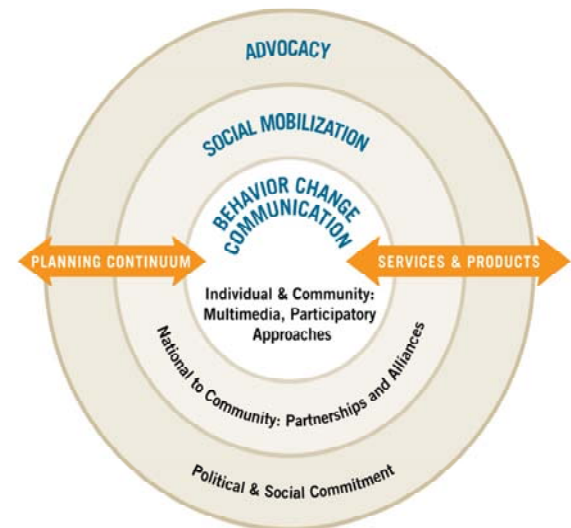 ADVOCACY
SOCIAL MOBILIZATION
BEHAVIOR CHANGE
COMMUNICATION
PLANNING CONTINUUM
SERVICES & PRODUCTS
Individual & Community:
Multimedia, Participatory
Approaches
National to Community: Partnerships and Alliances
Political & Social Commitment